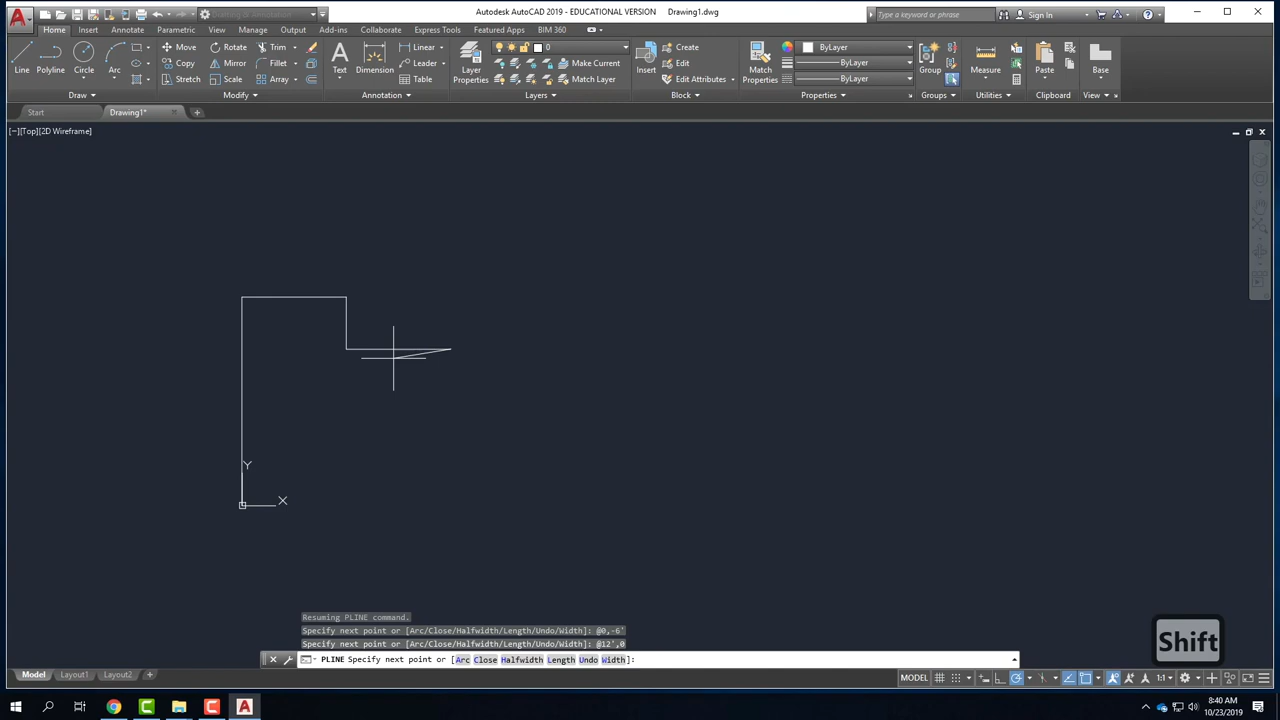 Drafting & Annotation
Autodesk AutoCAD 2019 - EDUCATIONAL VERSION Drawing1.dwg
Type a keyword or phrase
Sign In
Home Insert Annotate Parametric View Manage Output Add-ins Collaborate Express Tools Featured Apps BIM 360
Line Polyline Circle Arc
Move Rotate Trim
Copy Mirror Fillet
Stretch Scale Array
Text Dimension
Linear
Leader
Table
Layer Properties
0
Make Current
Match Layer
Insert
Create
Edit
Edit Attributes
Match Properties
ByLayer
ByLayer
ByLayer
Group
Measure
Paste
Base
Draw Modify Annotation Layers Block Properties Groups Utilities Clipboard View
Start Drawing1*
[−][Top][2D Wireframe]
Y
X
Resuming PLINE command.
Specify next point or [Arc/Close/Halfwidth/Length/Undo/Width]: @0,-6'
Specify next point or [Arc/Close/Halfwidth/Length/Undo/Width]: @12',0
PLINE Specify next point or [Arc Close Halfwidth Length Undo Width]:
Shift
Model Layout1 Layout2 +
MODEL 1:1
8:40 AM
10/23/2019